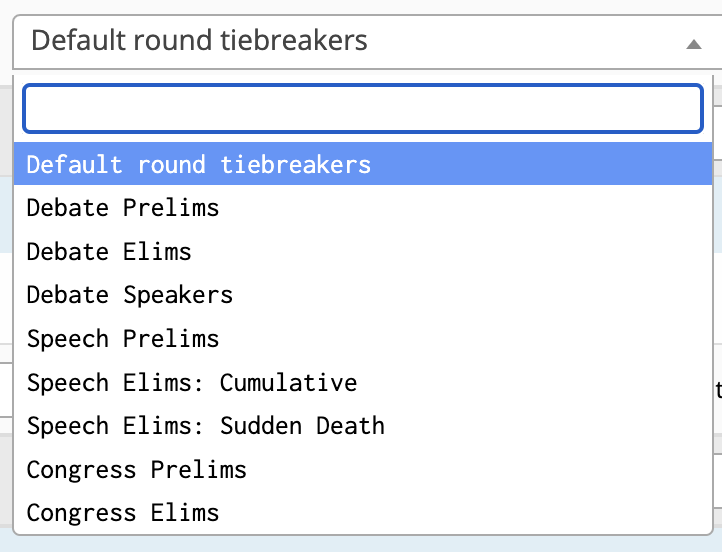 Default round tiebreakers
Default round tiebreakers
Debate Prelims
Debate Elims
Debate Speakers
Speech Prelims
Speech Elims: Cumulative
Speech Elims: Sudden Death
Congress Prelims
Congress Elims